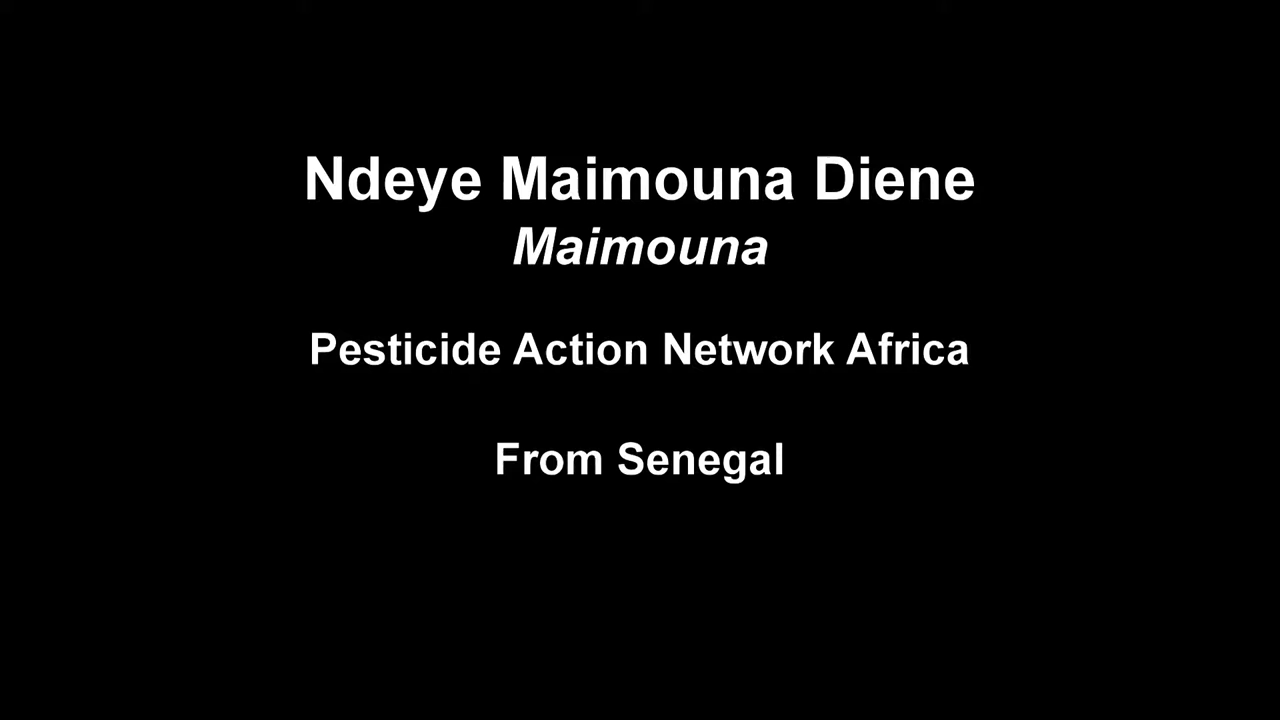 Ndeye Maimouna Diene
Maimouna
Pesticide Action Network Africa
From Senegal